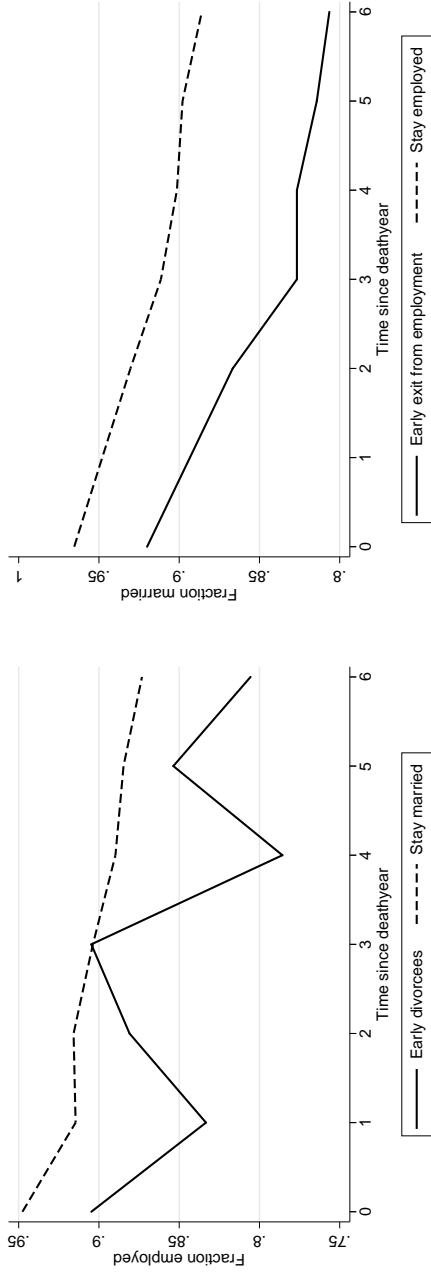 Fraction employed
.95
.9
.85
.8
.75
0 1 2 3 4 5 6
Time since deathyear
Early divorcees Stay married
Fraction married
1
.95
.9
.85
.8
0 1 2 3 4 5 6
Time since deathyear
Early exit from employment Stay employed